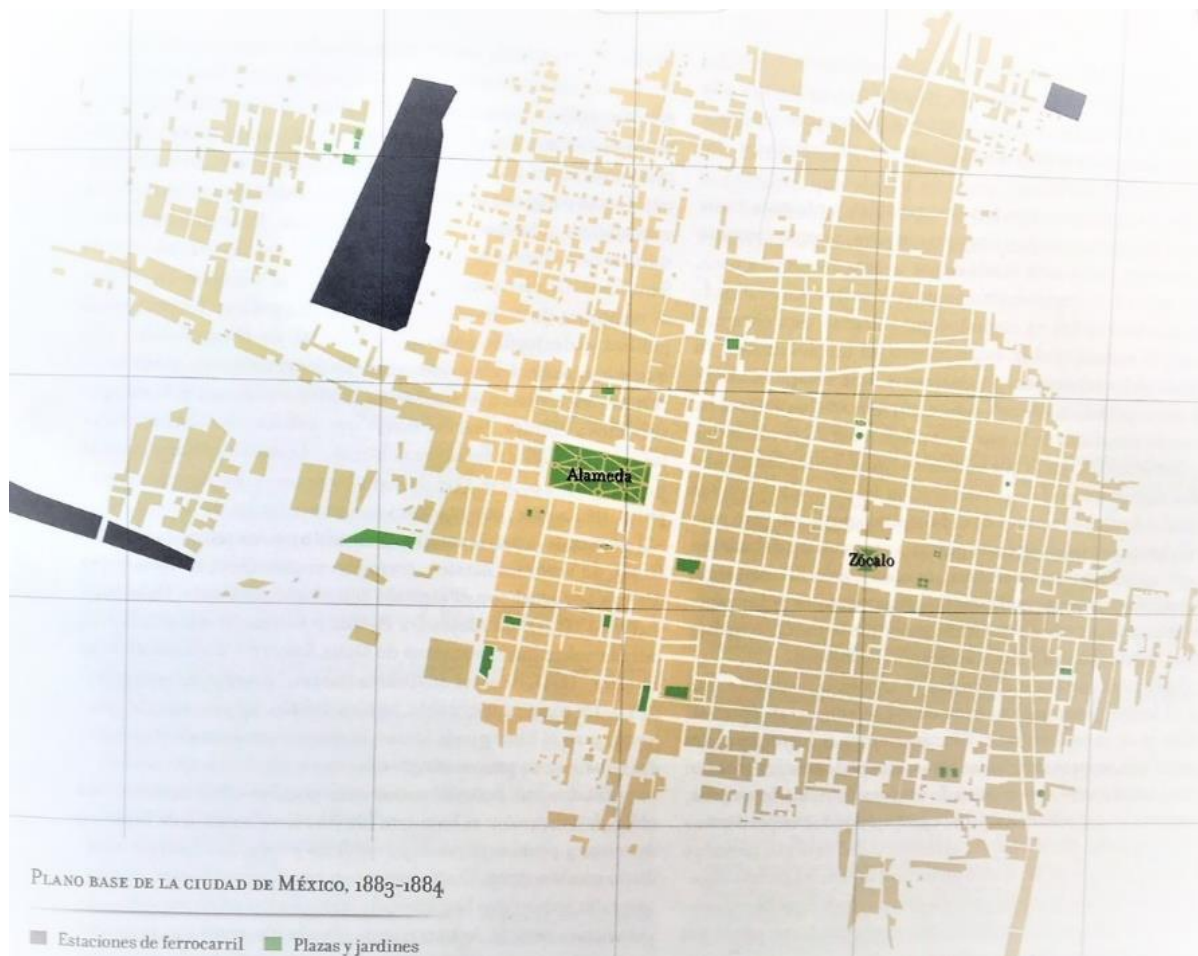 Alameda
Zócalo
Plano base de la ciudad de México, 1883-1884
Estaciones de ferrocarril Plazas y jardines